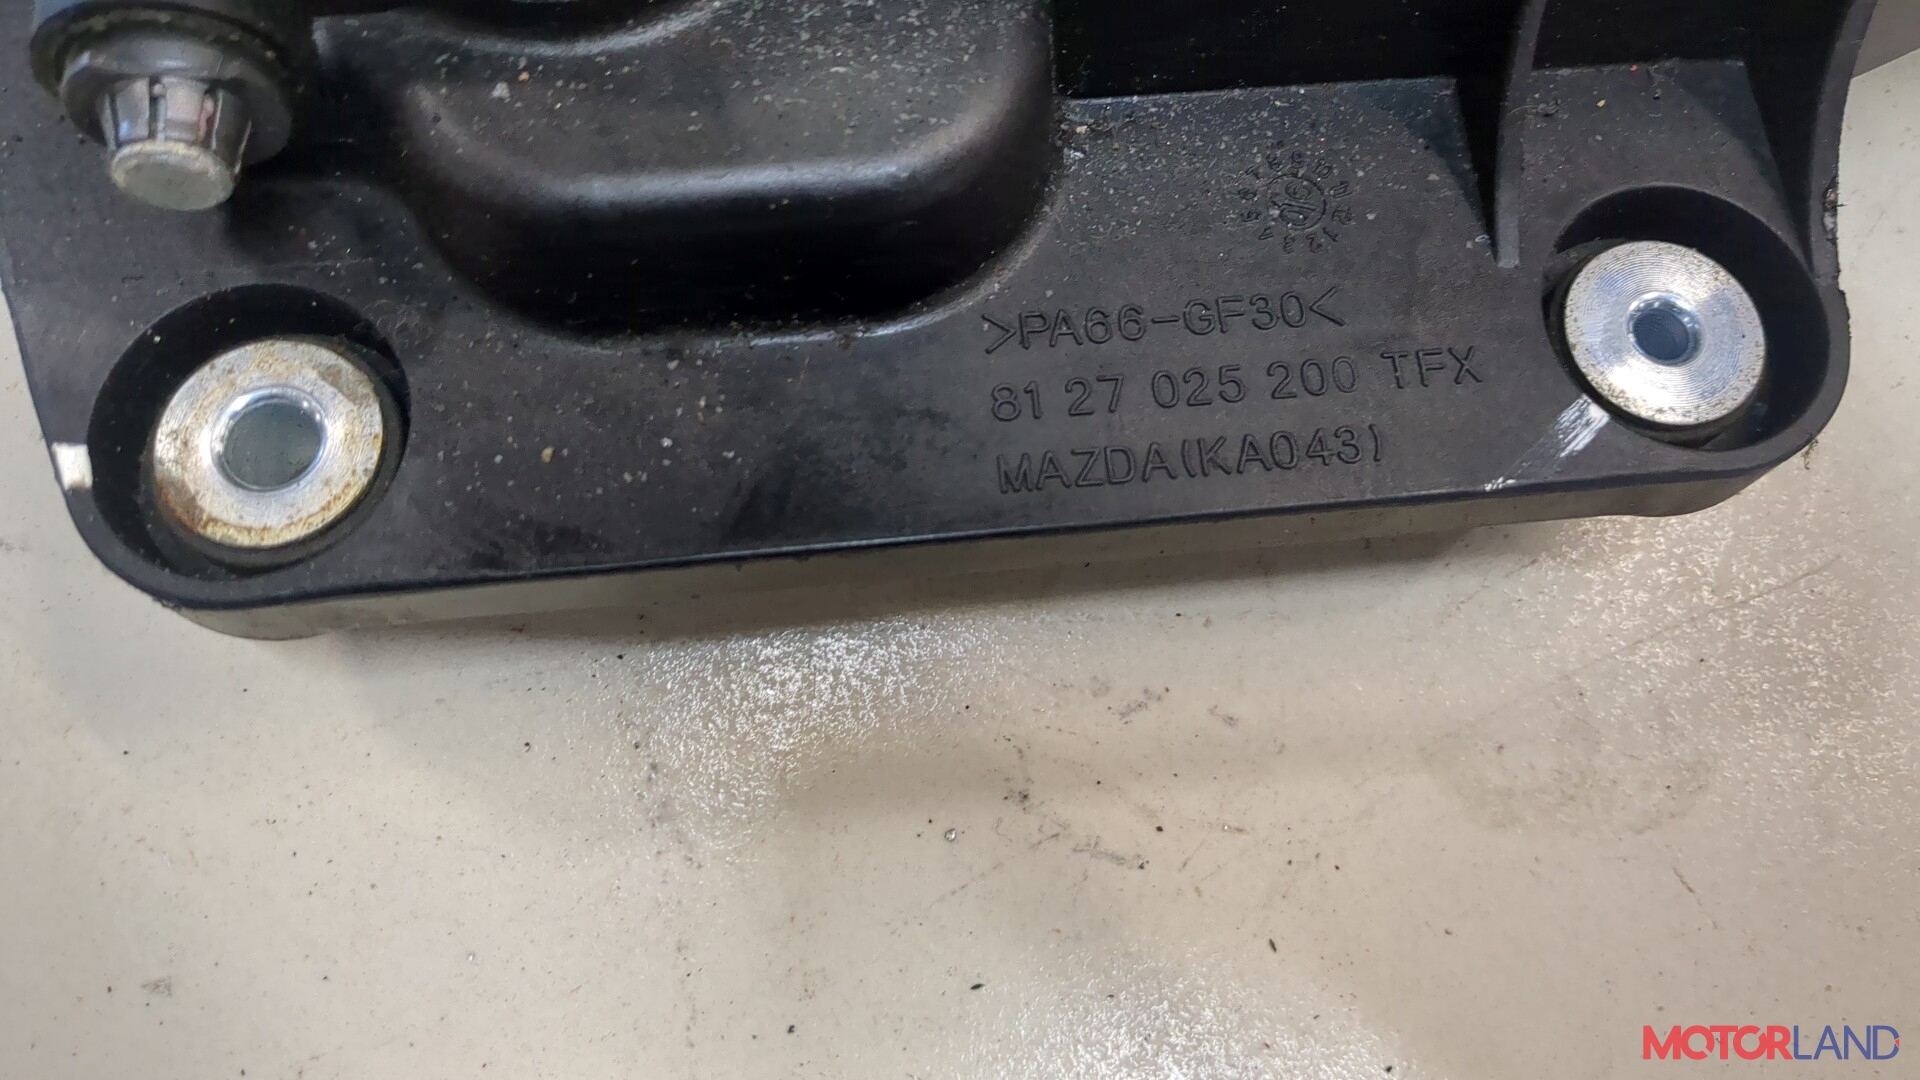 >PA66-GF30<
81 27 025 200 TFX
MAZDA(KA043)
MOTORLAND